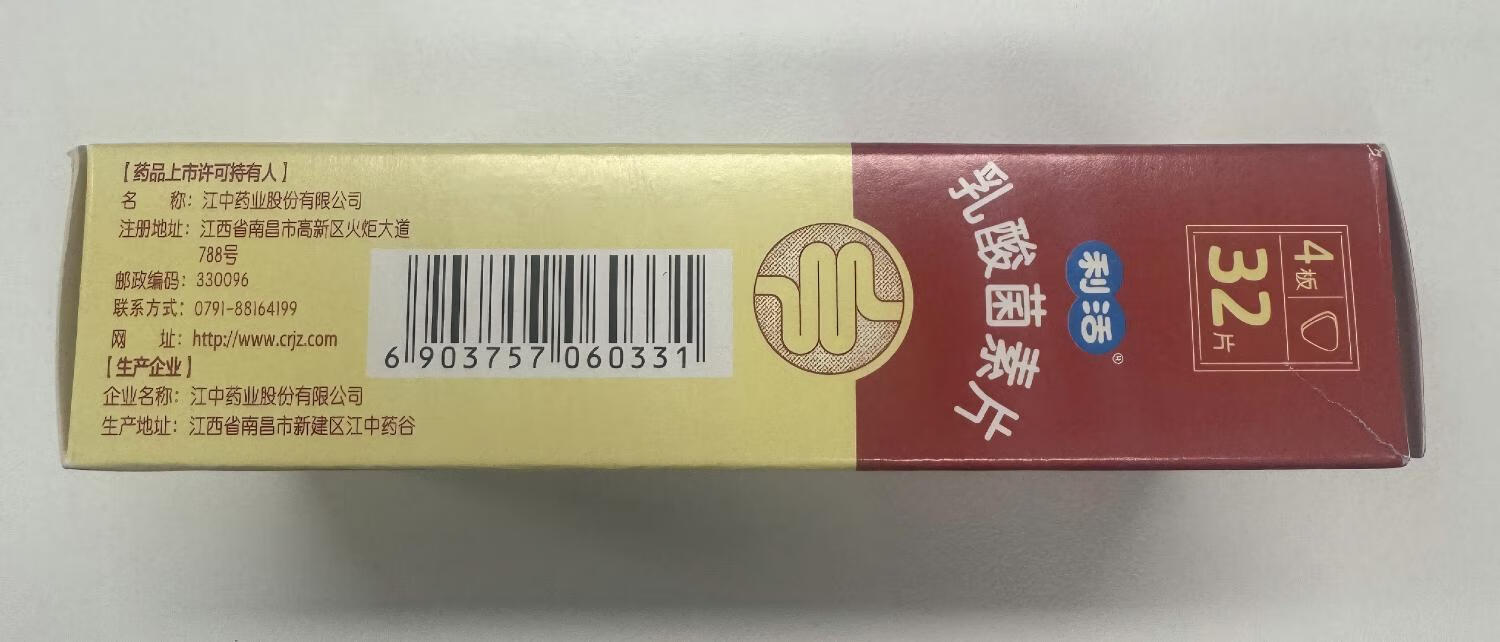 【药品上市许可持有人】
名 称：江中药业股份有限公司
注册地址：江西省南昌市高新区火炬大道
788号
邮政编码：330096
联系方式：0791-88164199
网 址：http://www.crjz.com
【生产企业】
企业名称：江中药业股份有限公司
生产地址：江西省南昌市新建区江中药谷
6 903757 060331
乳酸菌素片
利活®
4板
32片